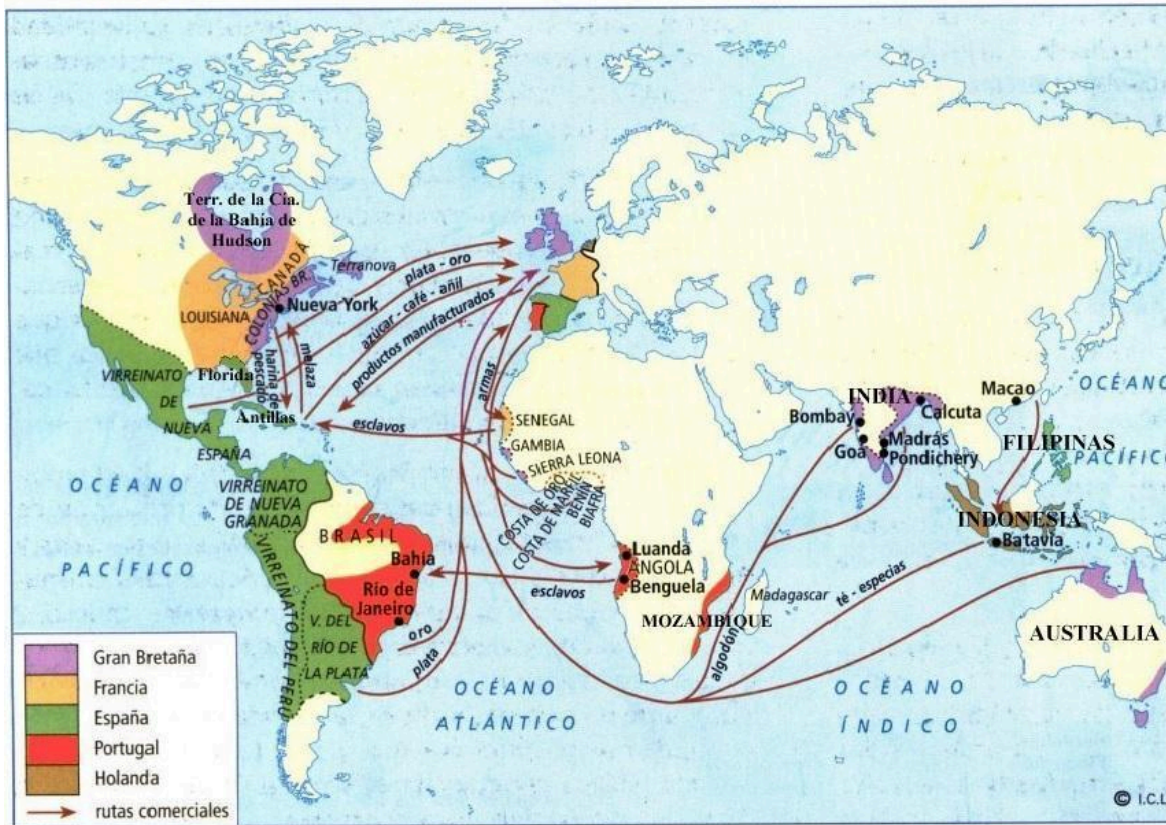 Terr. de la Cia.
de la Bahía de
Hudson
CANADÁ
Terranova
COLONIAS BR.
Nueva York
LOUISIANA
plata - oro
azúcar - café - añil
productos manufacturados
harina de
pescado
melaza
armas
VIRREINATO
DE
NUEVA
ESPAÑA
Florida
Antillas
esclavos
SENEGAL
GAMBIA
SIERRA LEONA
COSTA DE ORO
COSTA DE MARFIL
BENIN
BIAFRA
INDIA
Bombay
Calcuta
Goa
Madrás
Pondichery
Macao
OCÉANO
PACÍFICO
FILIPINAS
INDONESIA
Batavia
OCÉANO
PACÍFICO
VIRREINATO
DE NUEVA
GRANADA
VIRREINATO DEL PERÚ
BRASIL
Bahía
Río de
Janeiro
V. DEL
RÍO DE
LA PLATA
oro
plata
esclavos
Luanda
ANGOLA
Benguela
MOZAMBIQUE
Madagascar
algodón
té - especias
AUSTRALIA
OCÉANO
ATLÁNTICO
OCÉANO
ÍNDICO
Gran Bretaña
Francia
España
Portugal
Holanda
rutas comerciales
© I.C.L